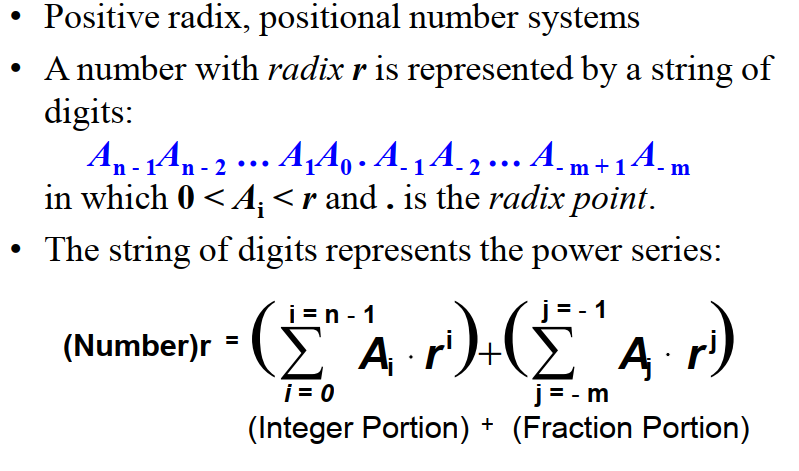 • Positive radix, positional number systems
• A number with radix r is represented by a string of
digits:
Aₙ ₋ ₁Aₙ ₋ ₂ … A₁A₀ . A₋ ₁ A₋ ₂ … A₋ ₘ ₊ ₁ A₋ ₘ
in which 0 < Aᵢ < r and . is the radix point.
• The string of digits represents the power series:
i = n - 1 j = - 1
(Number)r = (∑ Aᵢ · rⁱ) + (∑ Aⱼ · rʲ)
i = 0 j = - m
(Integer Portion) + (Fraction Portion)